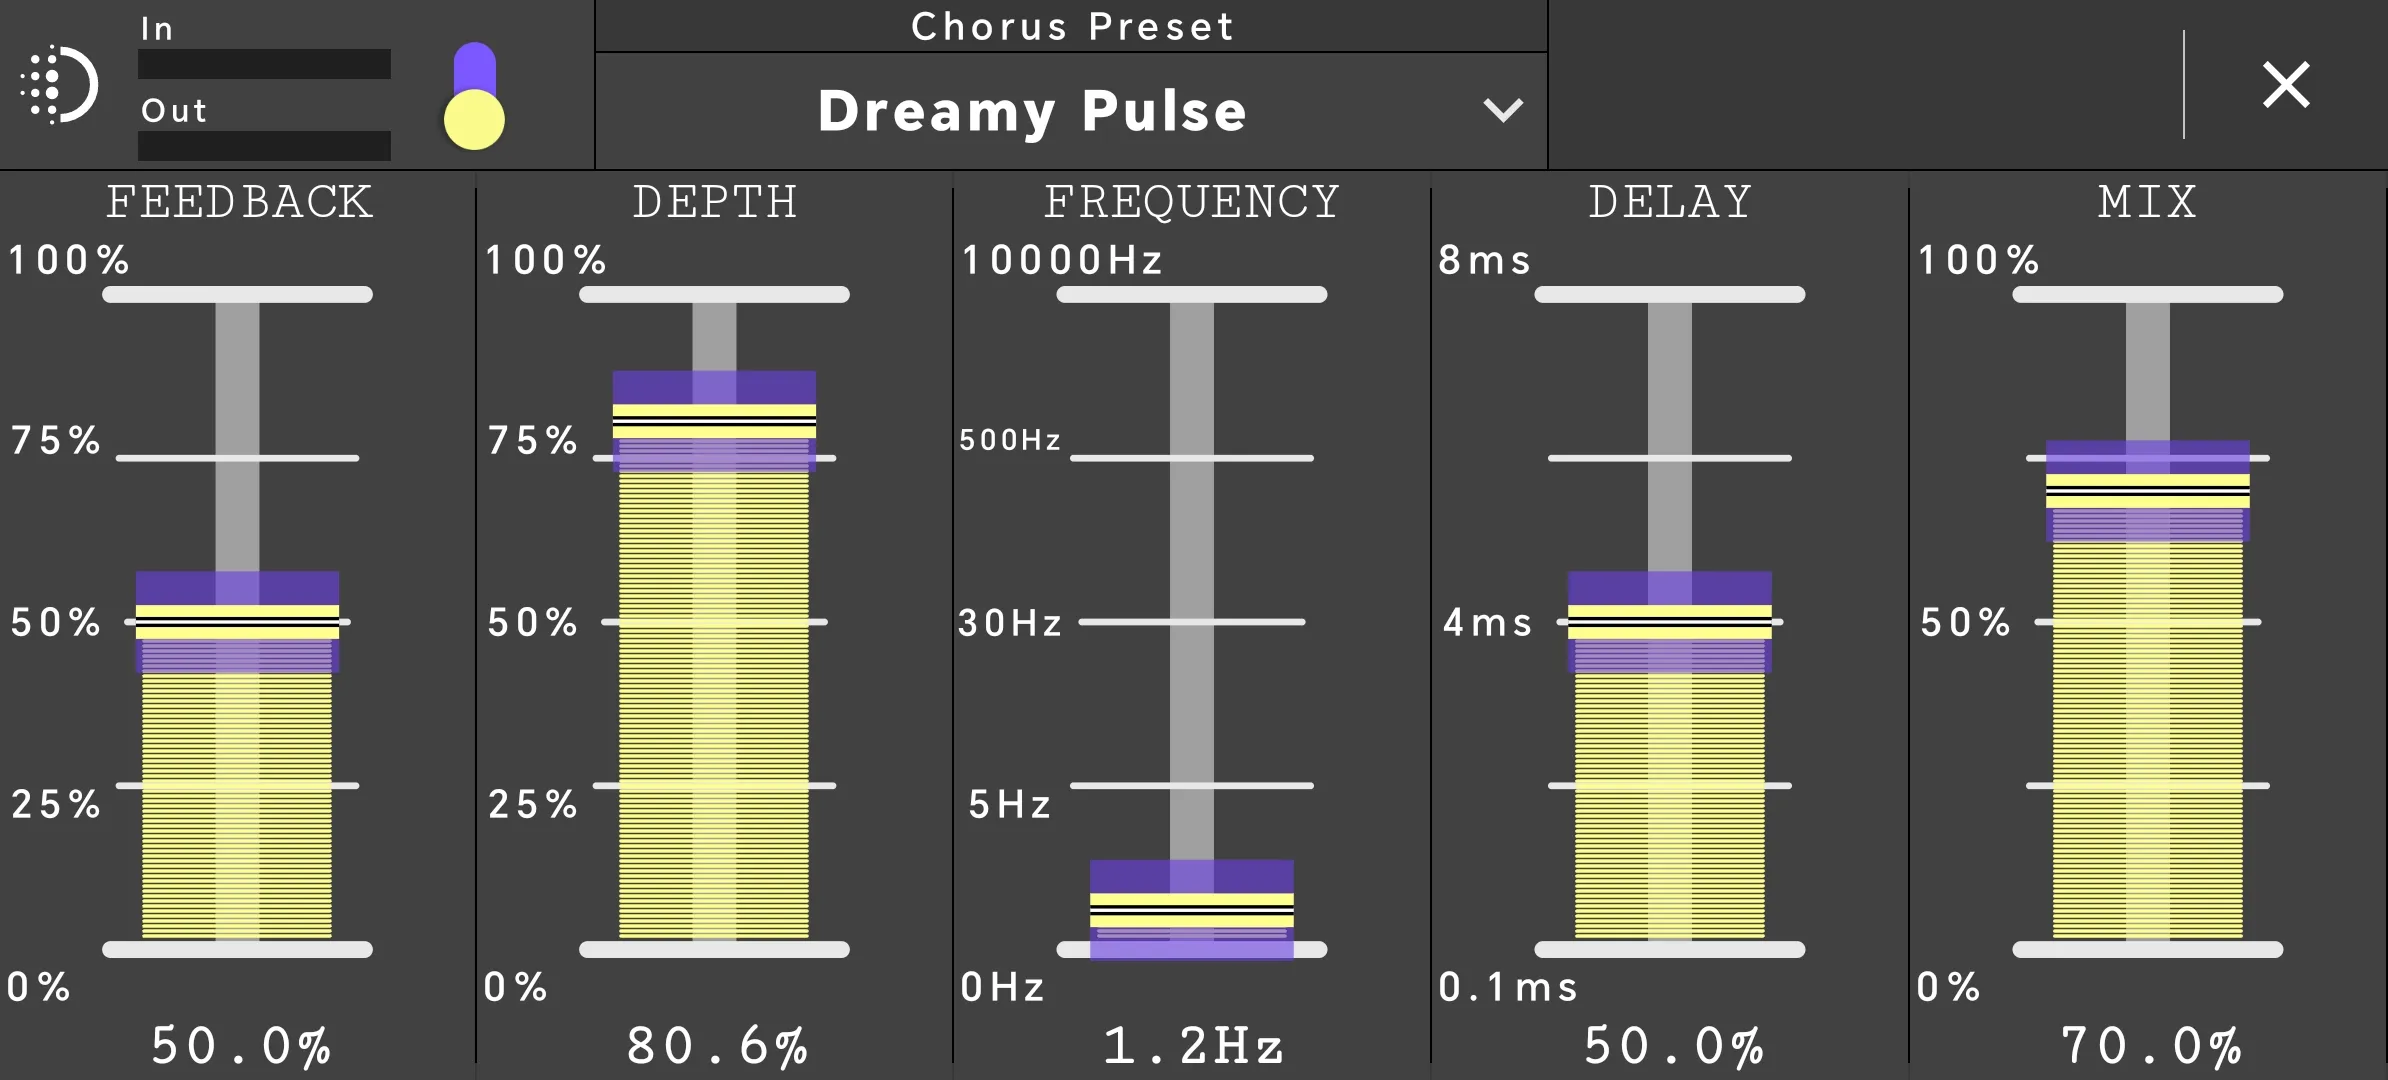 In
Out
Chorus Preset
Dreamy Pulse
FEEDBACK
100%
75%
50%
25%
0%
50.0%
DEPTH
100%
75%
50%
25%
0%
80.6%
FREQUENCY
10000Hz
500Hz
30Hz
5Hz
0Hz
1.2Hz
DELAY
8ms
4ms
0.1ms
50.0%
MIX
100%
50%
0%
70.0%